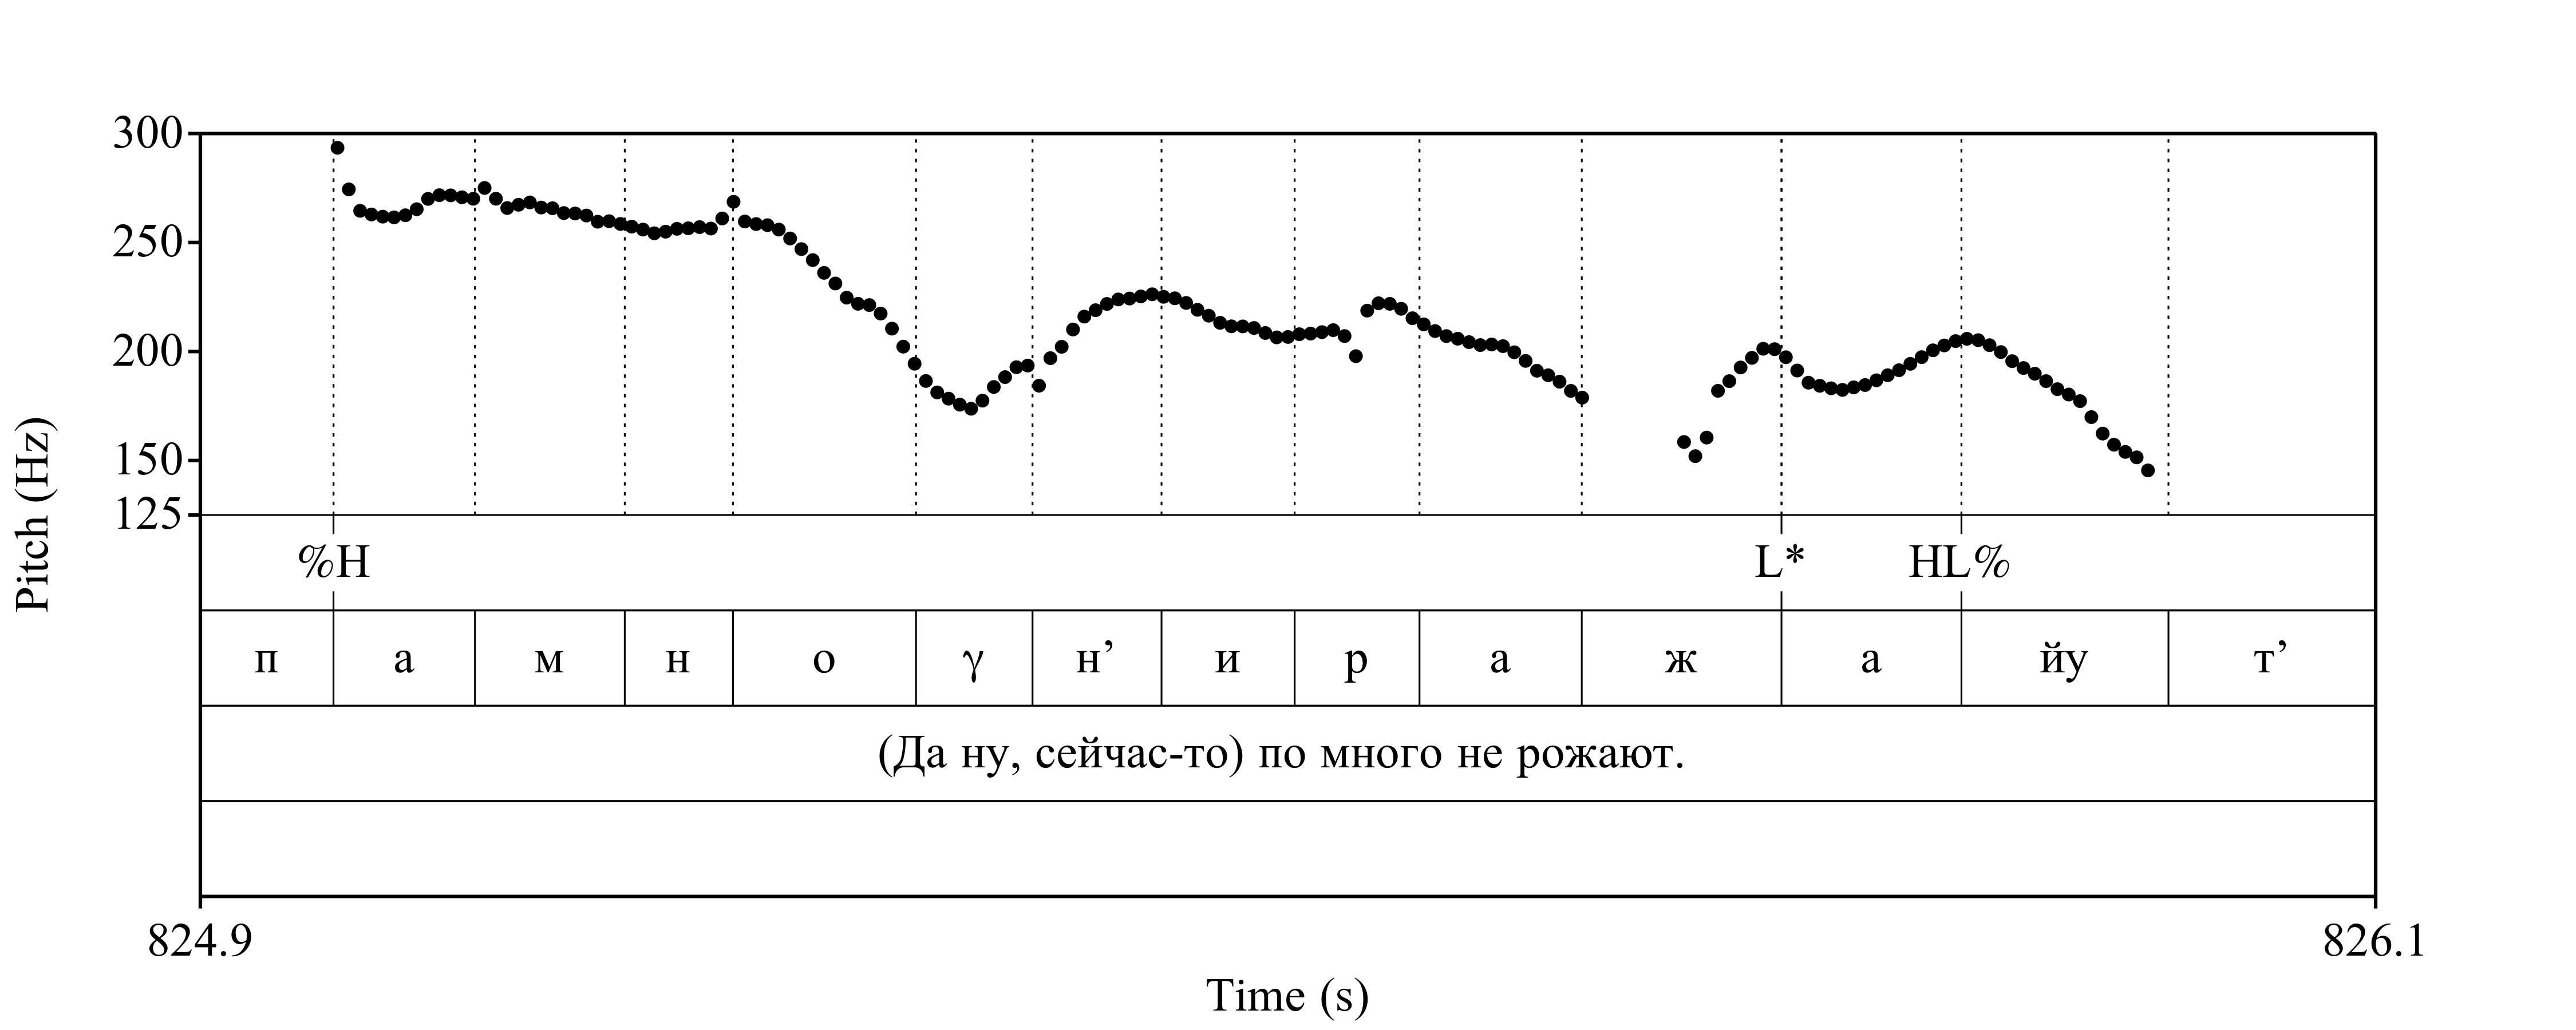 300
250
200
150
125
Pitch (Hz)
%H L* HL%
п а м н о γ н’ и р а ж а йу т’
(Да ну, сейчас-то) по много не рожают.
824.9 826.1
Time (s)